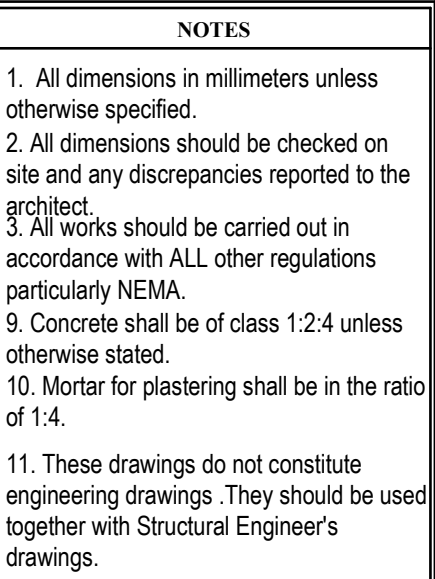 NOTES
1.  All dimensions in millimeters unless
otherwise specified.
2. All dimensions should be checked on
site and any discrepancies reported to the
architect.
3. All works should be carried out in
accordance with ALL other regulations
particularly NEMA.
9. Concrete shall be of class 1:2:4 unless
otherwise stated.
10. Mortar for plastering shall be in the ratio
of 1:4.
11. These drawings do not constitute
engineering drawings .They should be used
together with Structural Engineer's
drawings.